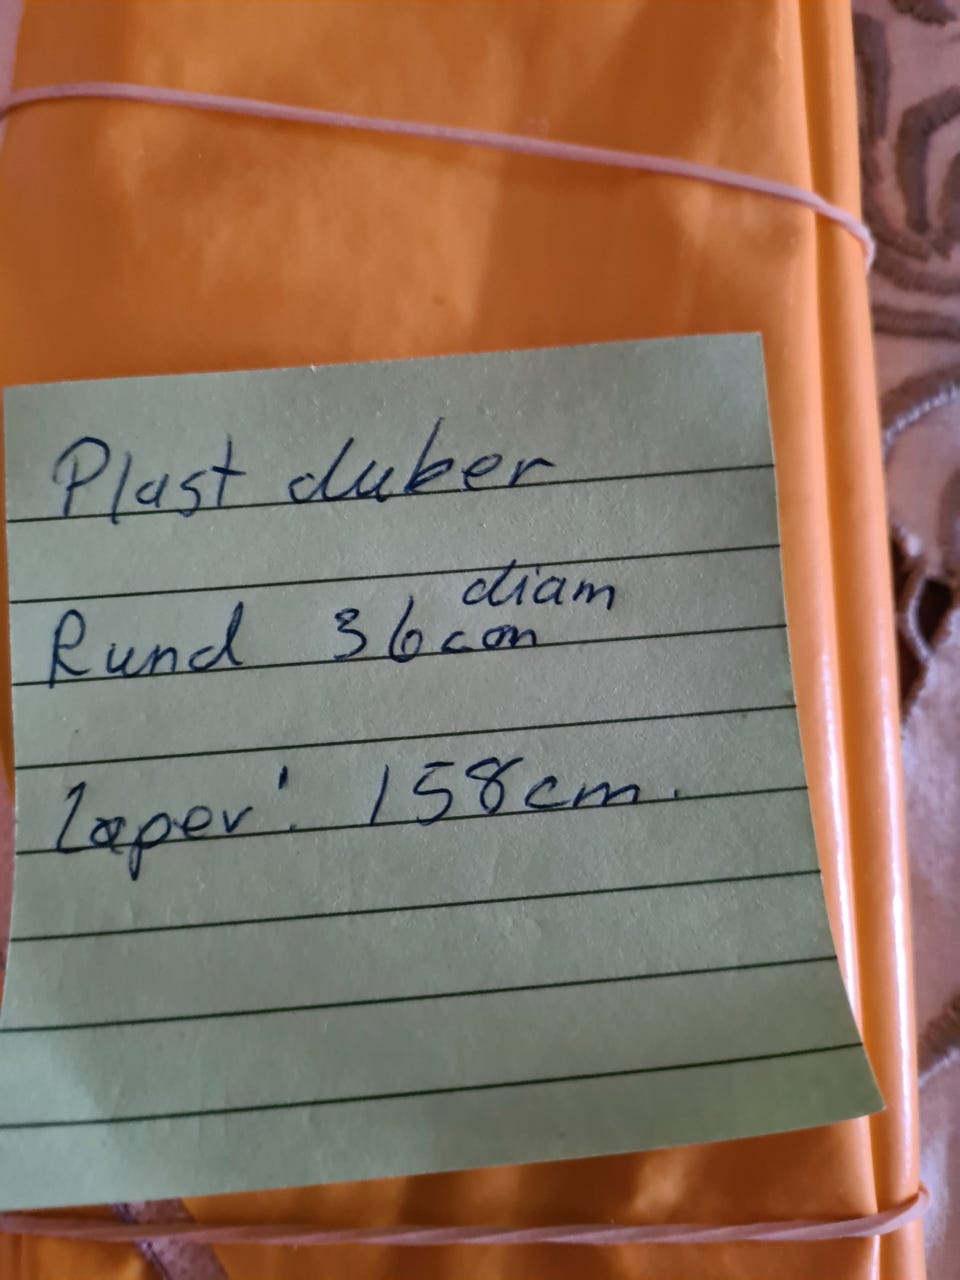 Plast duker
diam
Rund 36cm
Løper: 158cm.